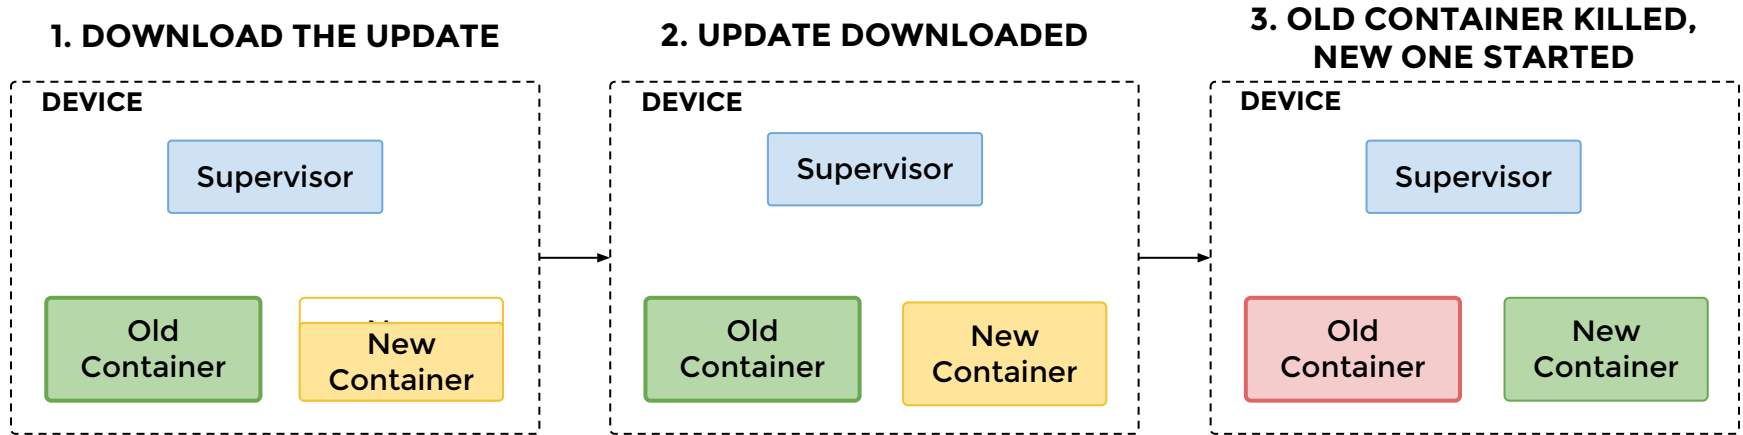 1. DOWNLOAD THE UPDATE
DEVICE
Supervisor
Old
Container
New
Container
2. UPDATE DOWNLOADED
DEVICE
Supervisor
Old
Container
New
Container
3. OLD CONTAINER KILLED,
NEW ONE STARTED
DEVICE
Supervisor
Old
Container
New
Container